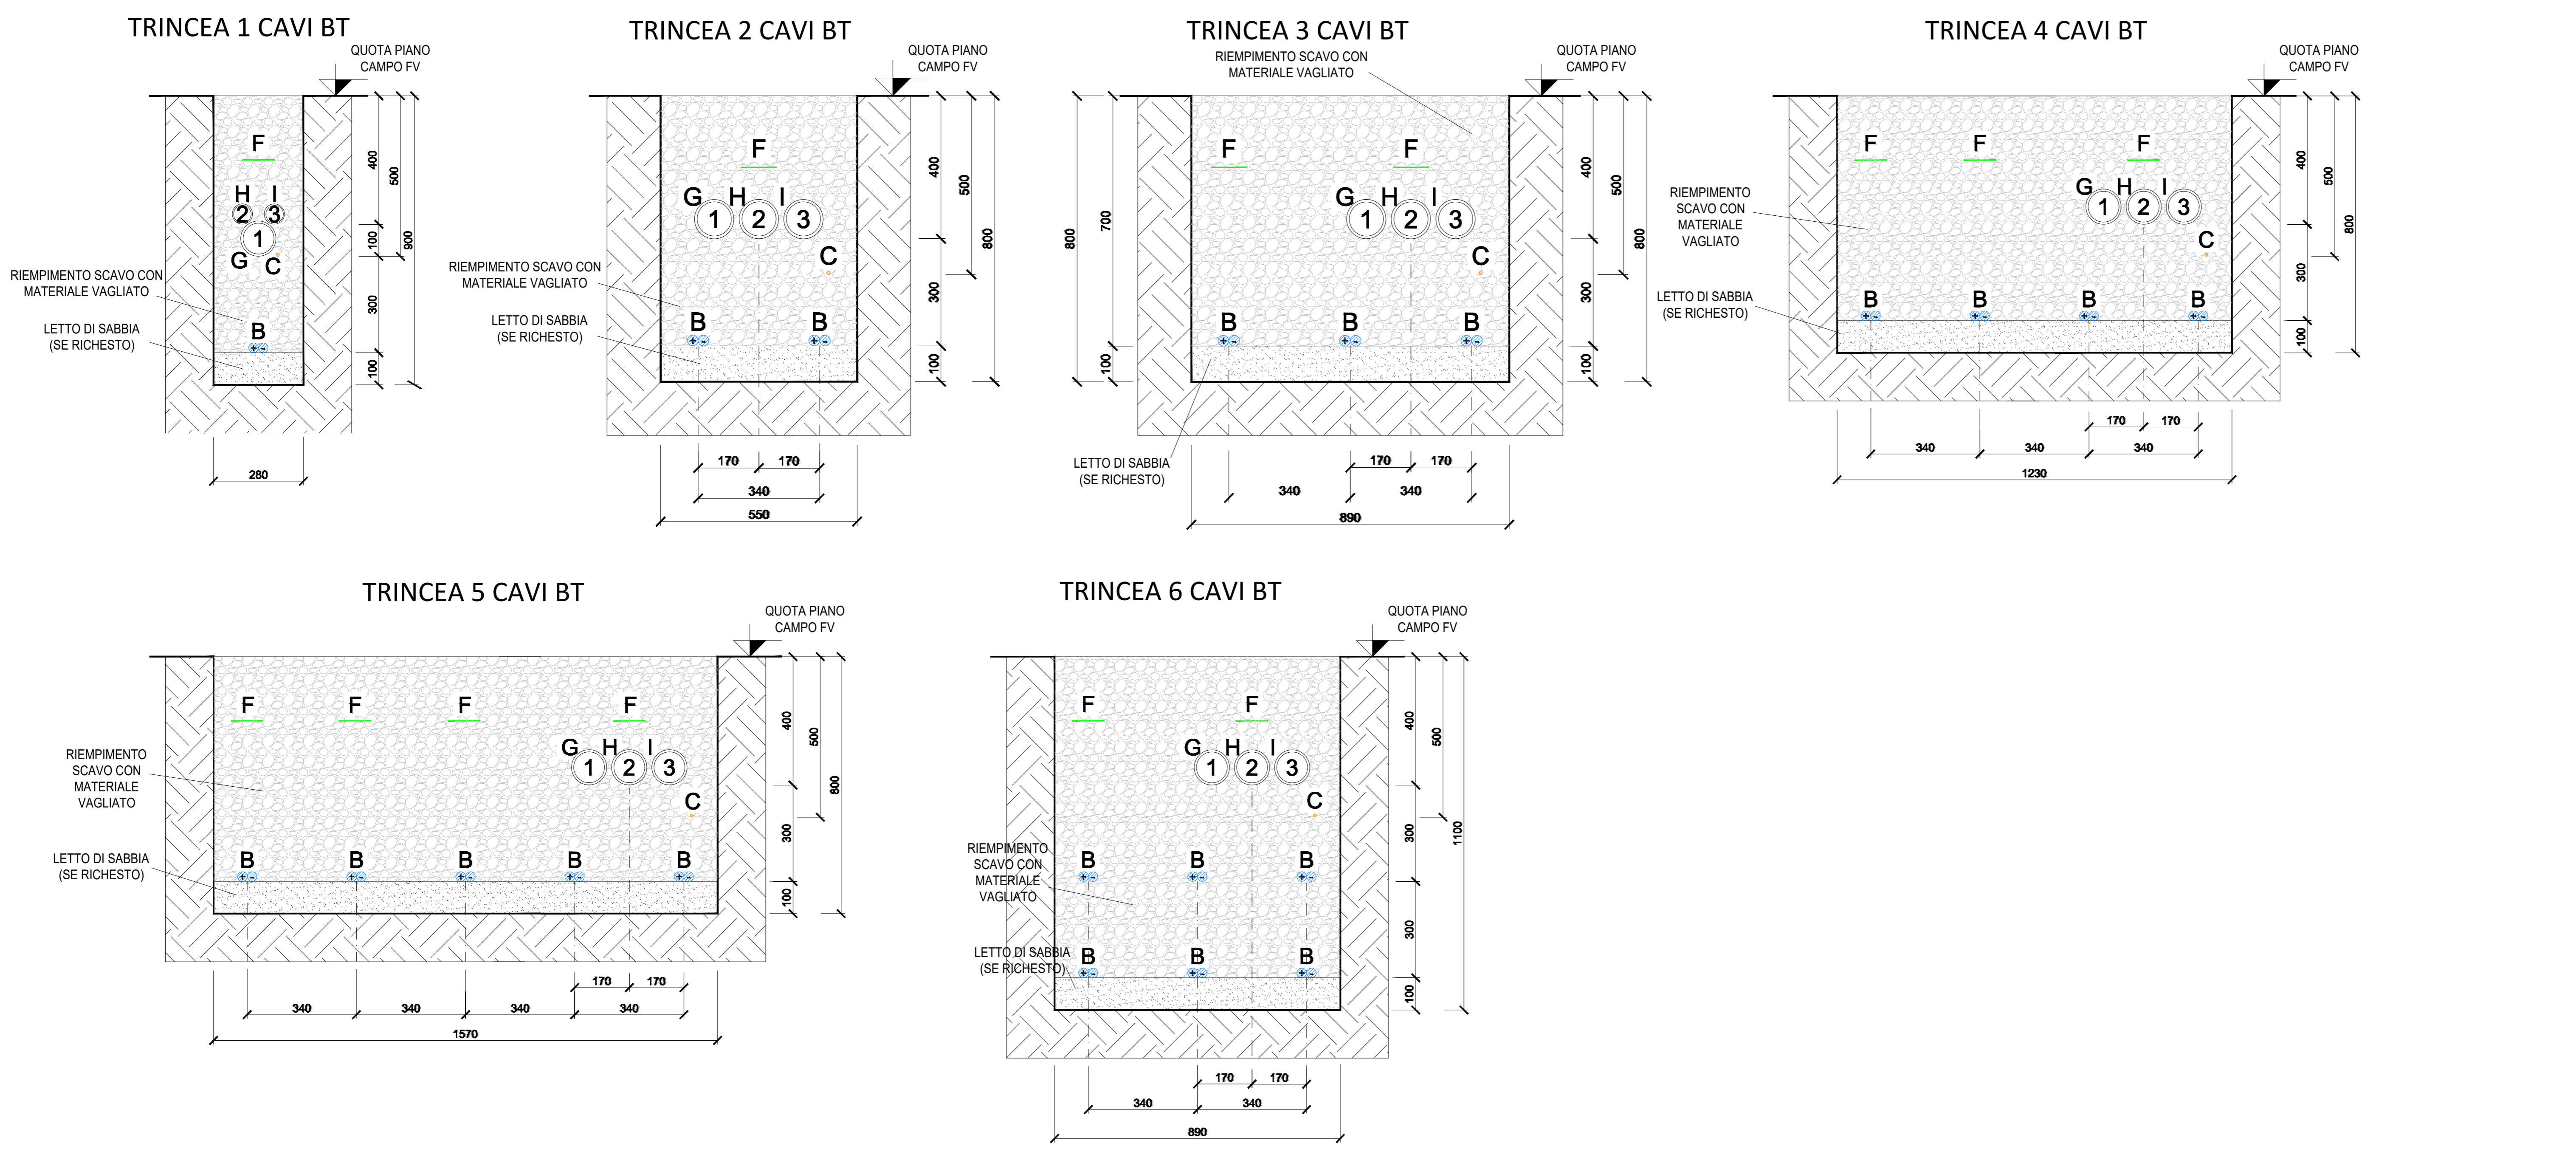 TRINCEA 1 CAVI BT
QUOTA PIANO
CAMPO FV
F
H I
2 3
1
G C
RIEMPIMENTO SCAVO CON
MATERIALE VAGLIATO
LETTO DI SABBIA
(SE RICHESTO)
B
+ -
400
500
100
900
300
100
280
TRINCEA 2 CAVI BT
QUOTA PIANO
CAMPO FV
F
G H I
1 2 3
C
RIEMPIMENTO SCAVO CON
MATERIALE VAGLIATO
LETTO DI SABBIA
(SE RICHESTO)
B B
+ - + -
400
500
800
300
100
170 170
340
550
TRINCEA 3 CAVI BT
RIEMPIMENTO SCAVO CON
MATERIALE VAGLIATO
QUOTA PIANO
CAMPO FV
F F
G H I
1 2 3
C
B B B
+ - + - + -
800
700
100
400
500
800
300
100
LETTO DI SABBIA
(SE RICHESTO)
170 170
340 340
890
TRINCEA 4 CAVI BT
QUOTA PIANO
CAMPO FV
F F F
G H I
1 2 3
C
RIEMPIMENTO
SCAVO CON
MATERIALE
VAGLIATO
LETTO DI SABBIA
(SE RICHESTO)
B B B B
+ - + - + - + -
400
500
800
300
100
170 170
340 340 340
1230
TRINCEA 5 CAVI BT
QUOTA PIANO
CAMPO FV
F F F F
G H I
1 2 3
C
RIEMPIMENTO
SCAVO CON
MATERIALE
VAGLIATO
LETTO DI SABBIA
(SE RICHESTO)
B B B B B
+ - + - + - + - + -
400
500
800
300
100
170 170
340 340 340 340
1570
TRINCEA 6 CAVI BT
QUOTA PIANO
CAMPO FV
F F
G H I
1 2 3
C
RIEMPIMENTO
SCAVO CON
MATERIALE
VAGLIATO
B B B
+ - + - + -
LETTO DI SABBIA
(SE RICHESTO)
B B B
+ - + - + -
400
500
1100
300
300
100
170 170
340 340
890